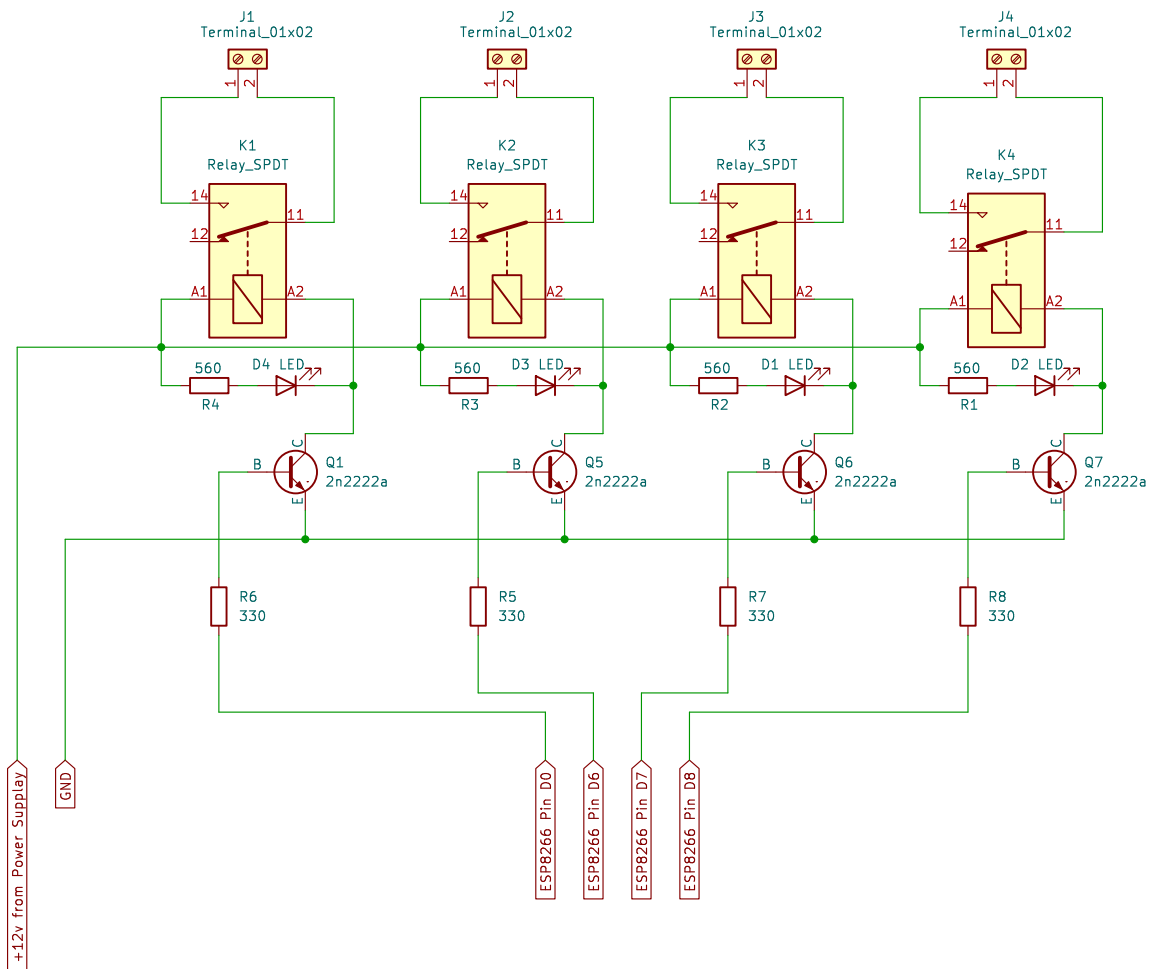 J1
Terminal_01x02
J2
Terminal_01x02
J3
Terminal_01x02
J4
Terminal_01x02
1
2
1
2
1
2
1
2
K1
Relay_SPDT
K2
Relay_SPDT
K3
Relay_SPDT
K4
Relay_SPDT
14
11
12
A1
A2
14
11
12
A1
A2
14
11
12
A1
A2
14
11
12
A1
A2
560
R4
D4 LED
560
R3
D3 LED
560
R2
D1 LED
560
R1
D2 LED
C
B
E
Q1
2n2222a
C
B
E
Q5
2n2222a
C
B
E
Q6
2n2222a
C
B
E
Q7
2n2222a
R6
330
R5
330
R7
330
R8
330
+12v from Power Supplay
GND
ESP8266 Pin D0
ESP8266 Pin D6
ESP8266 Pin D7
ESP8266 Pin D8